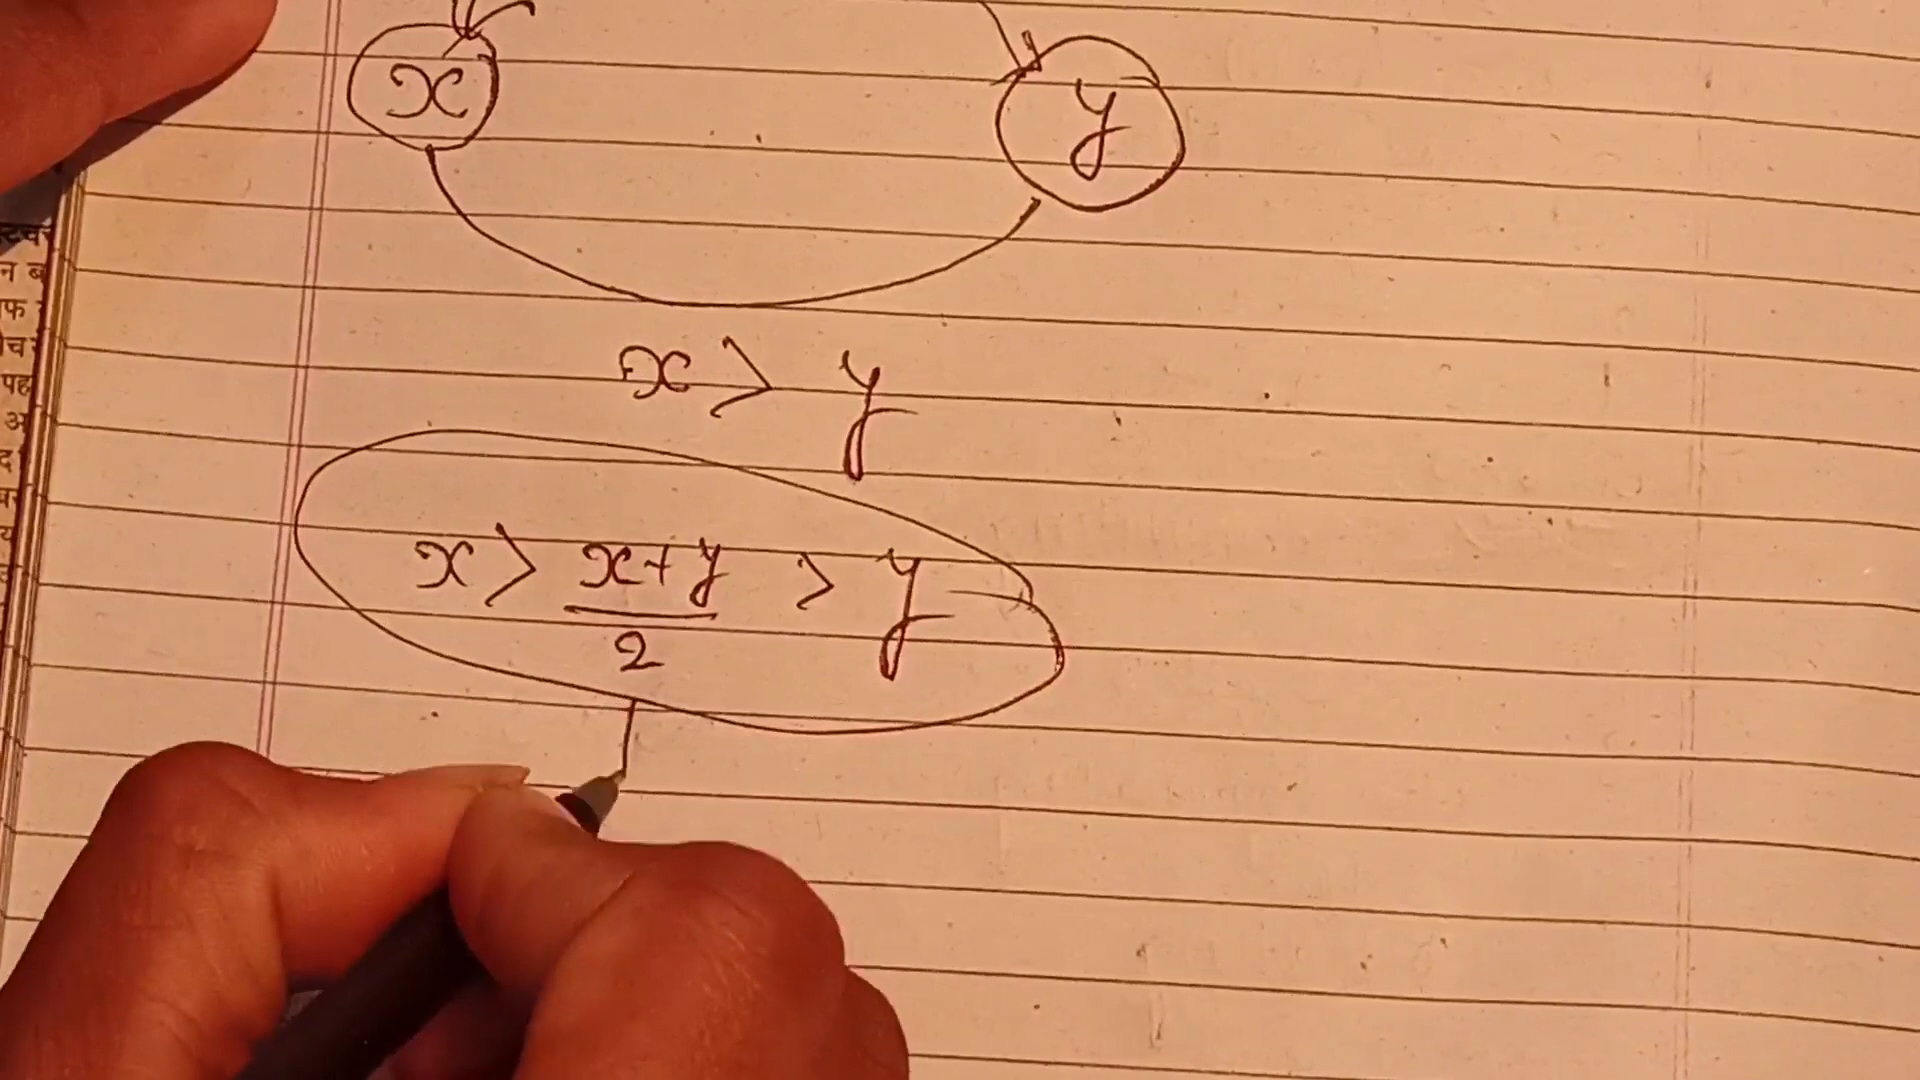 x y
x > y
x > x+y/2 > y